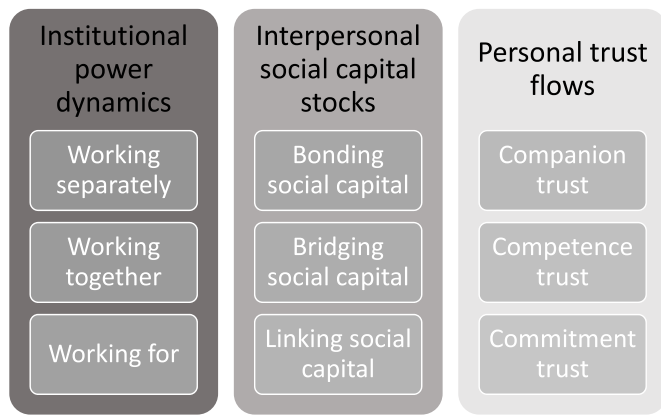 Institutional
power
dynamics
Working
separately
Working
together
Working for
Interpersonal
social capital
stocks
Bonding
social capital
Bridging
social capital
Linking social
capital
Personal trust
flows
Companion
trust
Competence
trust
Commitment
trust